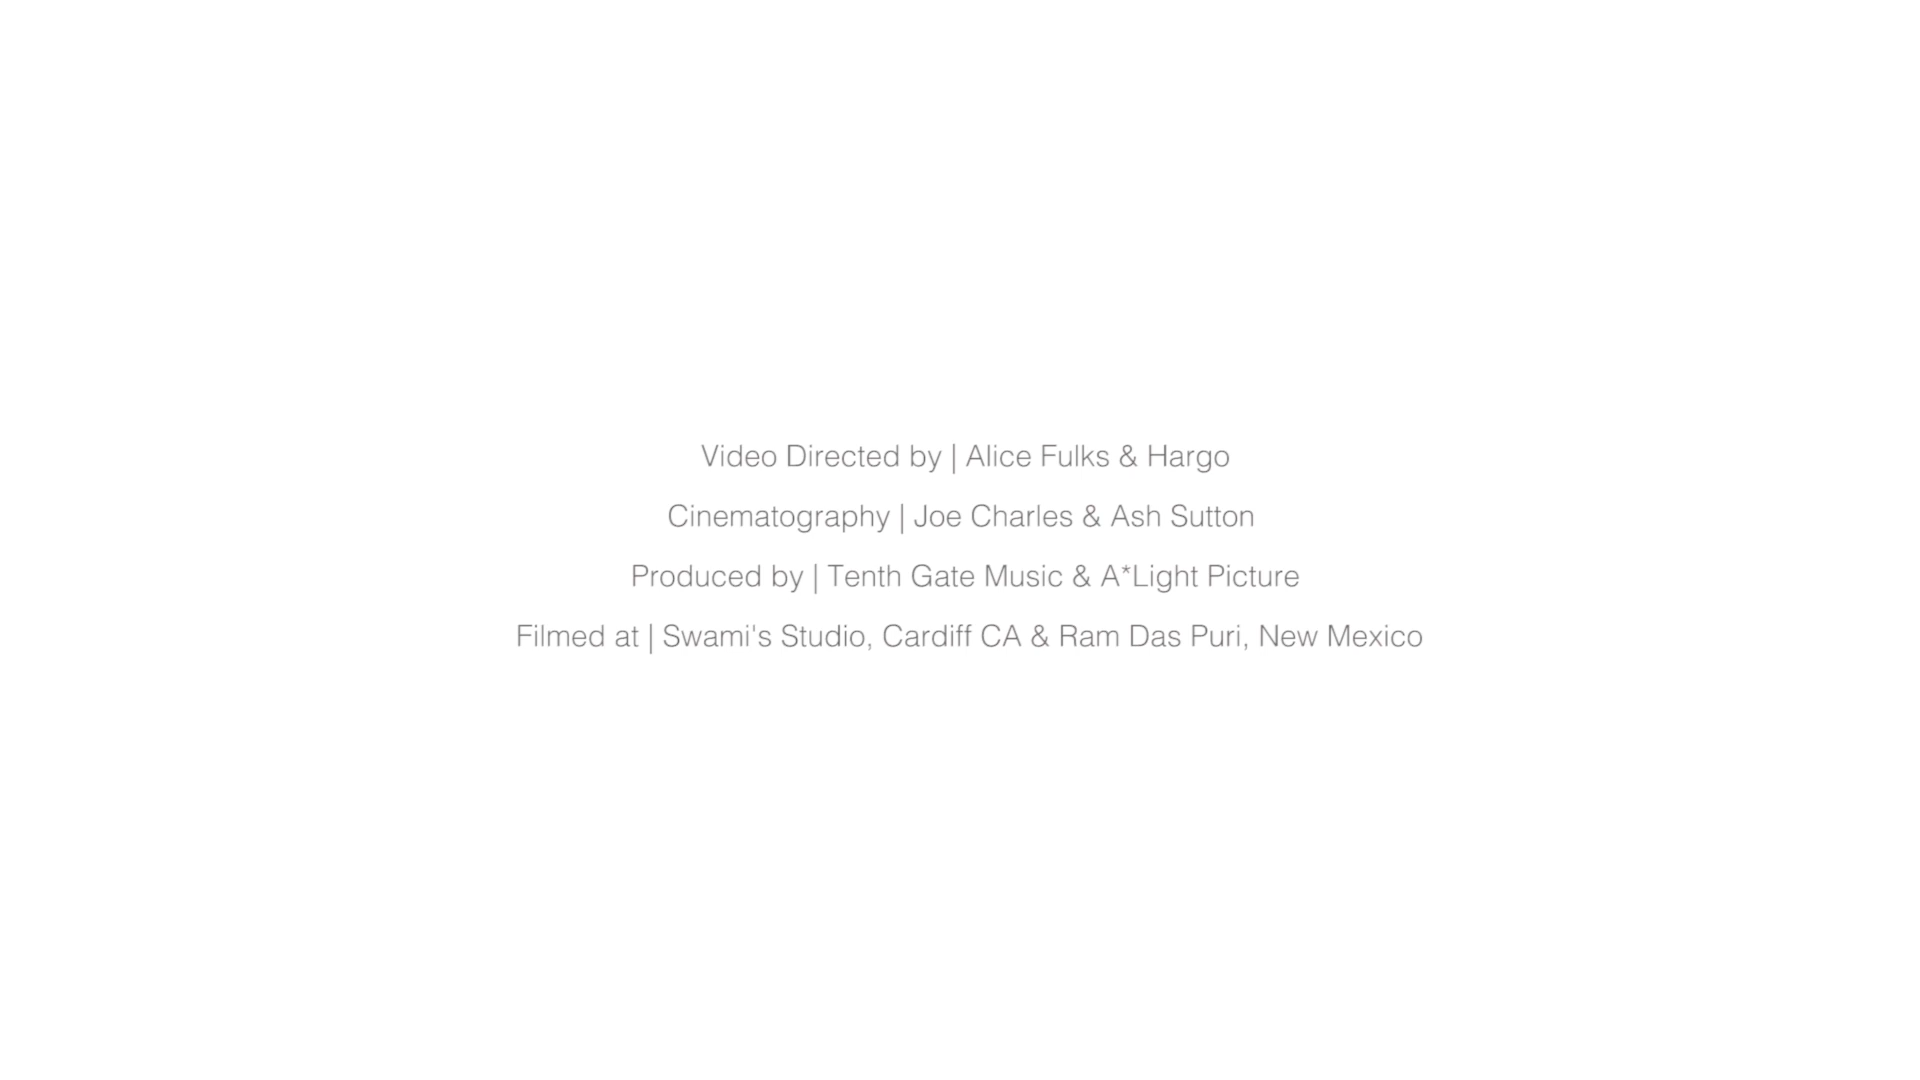 Video Directed by | Alice Fulks & Hargo
Cinematography | Joe Charles & Ash Sutton
Produced by | Tenth Gate Music & A*Light Picture
Filmed at | Swami's Studio, Cardiff CA & Ram Das Puri, New Mexico